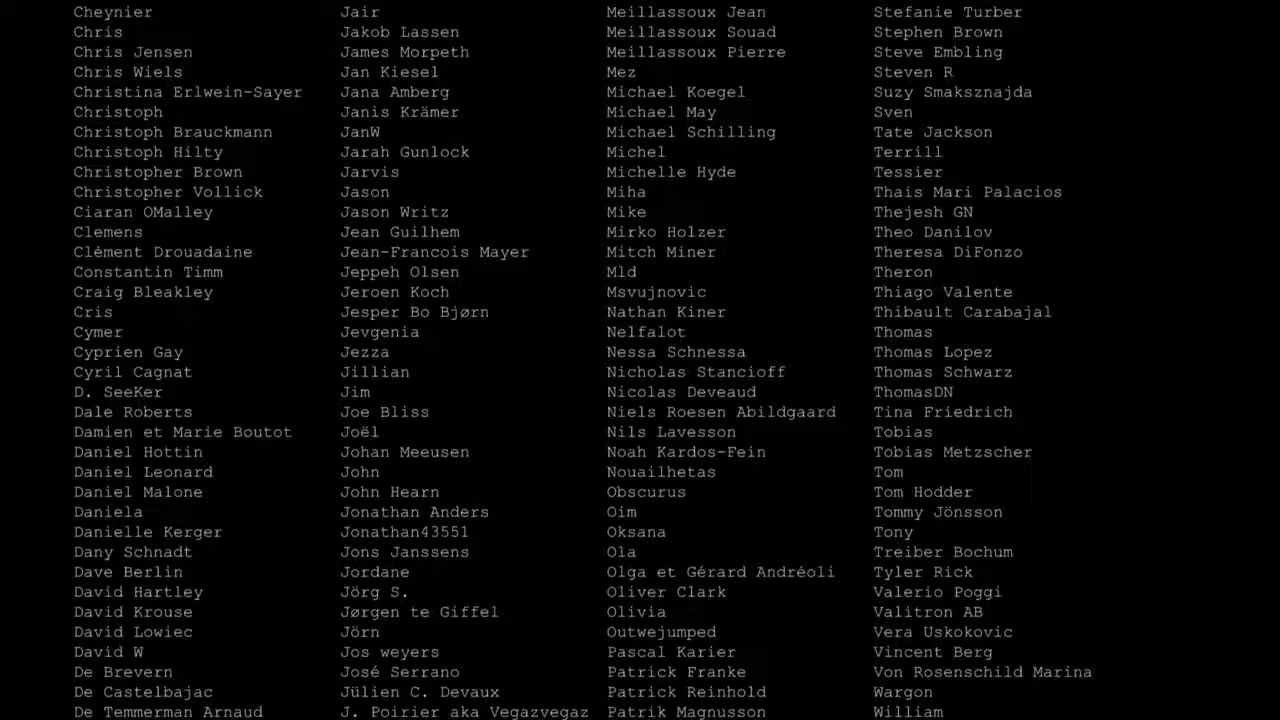 Cheynier
Chris
Chris Jensen
Chris Wiels
Christina Erlwein-Sayer
Christoph
Christoph Brauckmann
Christoph Hilty
Christopher Brown
Christopher Vollick
Ciaran OMalley
Clemens
Clément Drouadaine
Constantin Timm
Craig Bleakley
Cris
Cymer
Cyprien Gay
Cyril Cagnat
D. SeeKer
Dale Roberts
Damien et Marie Boutot
Daniel Hottin
Daniel Leonard
Daniel Malone
Daniela
Danielle Kerger
Dany Schnadt
Dave Berlin
David Hartley
David Krouse
David Lowiec
David W
De Brevern
De Castelbajac
De Temmerman Arnaud
Jair
Jakob Lassen
James Morpeth
Jan Kiesel
Jana Amberg
Janis Krämer
JanW
Jarah Gunlock
Jarvis
Jason
Jason Writz
Jean Guilhem
Jean-Francois Mayer
Jeppeh Olsen
Jeroen Koch
Jesper Bo Bjørn
Jevgenia
Jezza
Jillian
Jim
Joe Bliss
Joël
Johan Meeusen
John
John Hearn
Jonathan Anders
Jonathan43551
Jons Janssens
Jordane
Jörg S.
Jørgen te Giffel
Jörn
Jos weyers
José Serrano
Jülien C. Devaux
J. Poirier aka Vegazvegaz
Meillassoux Jean
Meillassoux Souad
Meillassoux Pierre
Mez
Michael Koegel
Michael May
Michael Schilling
Michel
Michelle Hyde
Miha
Mike
Mirko Holzer
Mitch Miner
Mld
Msvujnovic
Nathan Kiner
Nelfalot
Nessa Schnessa
Nicholas Stancioff
Nicolas Deveaud
Niels Roesen Abildgaard
Nils Lavesson
Noah Kardos-Fein
Nouailhetas
Obscurus
Oim
Oksana
Ola
Olga et Gérard Andréoli
Oliver Clark
Olivia
Outwejumped
Pascal Karier
Patrick Franke
Patrick Reinhold
Patrik Magnusson
Stefanie Turber
Stephen Brown
Steve Embling
Steven R
Suzy Smaksznajda
Sven
Tate Jackson
Terrill
Tessier
Thais Mari Palacios
Thejesh GN
Theo Danilov
Theresa DiFonzo
Theron
Thiago Valente
Thibault Carabajal
Thomas
Thomas Lopez
Thomas Schwarz
ThomasDN
Tina Friedrich
Tobias
Tobias Metzscher
Tom
Tom Hodder
Tommy Jönsson
Tony
Treiber Bochum
Tyler Rick
Valerio Poggi
Valitron AB
Vera Uskokovic
Vincent Berg
Von Rosenschild Marina
Wargon
William